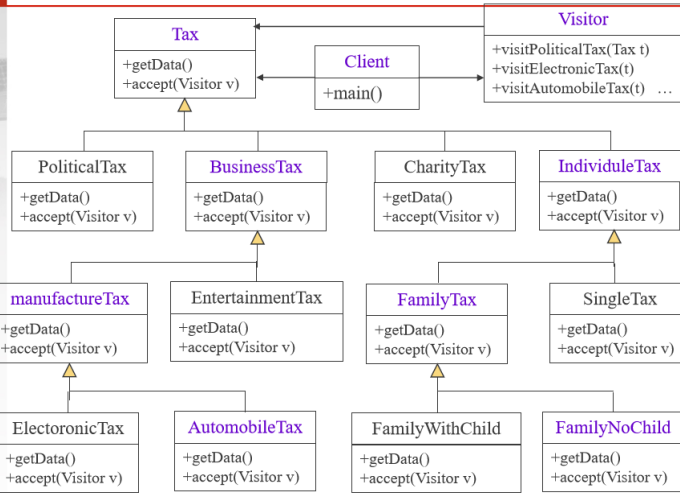 Tax
+getData()
+accept(Visitor v)
Client
+main()
Visitor
+visitPoliticalTax(Tax t)
+visitElectronicTax(t)
+visitAutomobileTax(t) ...
PoliticalTax
+getData()
+accept(Visitor v)
BusinessTax
+getData()
+accept(Visitor v)
CharityTax
+getData()
+accept(Visitor v)
IndividuleTax
+getData()
+accept(Visitor v)
manufactureTax
+getData()
+accept(Visitor v)
EntertainmentTax
+getData()
+accept(Visitor v)
FamilyTax
+getData()
+accept(Visitor v)
SingleTax
+getData()
+accept(Visitor v)
ElectoronicTax
+getData()
+accept(Visitor v)
AutomobileTax
+getData()
+accept(Visitor v)
FamilyWithChild
+getData()
+accept(Visitor v)
FamilyNoChild
+getData()
+accept(Visitor v)